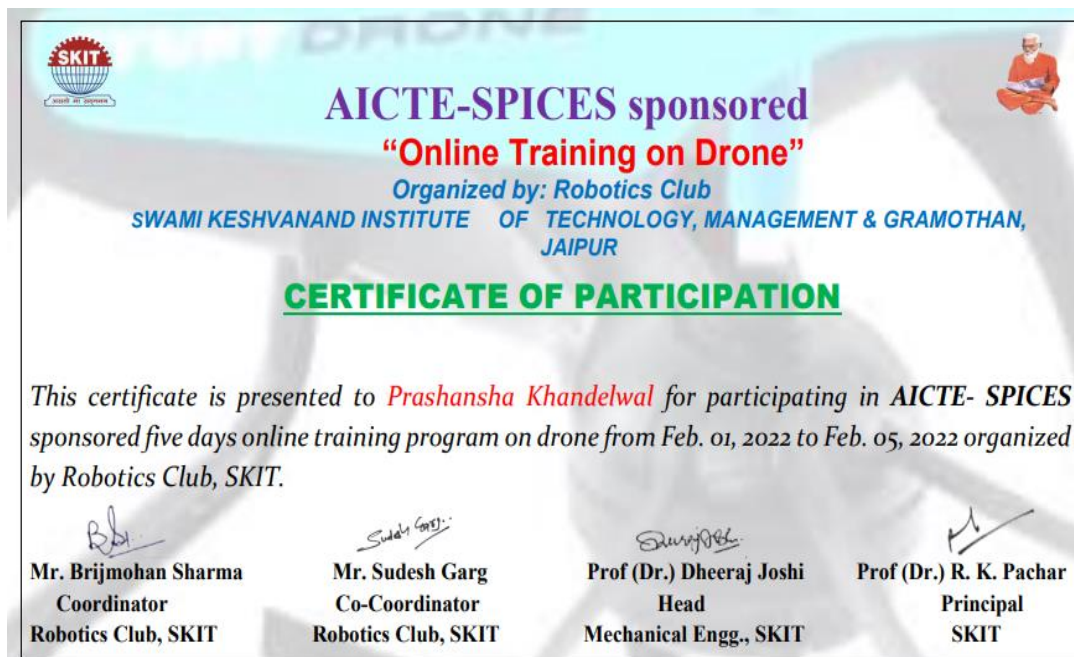 DRONE
SKIT
AICTE-SPICES sponsored
“Online Training on Drone”
Organized by: Robotics Club
SWAMI KESHVANAND INSTITUTE OF TECHNOLOGY, MANAGEMENT & GRAMOTHAN,
JAIPUR
CERTIFICATE OF PARTICIPATION
This certificate is presented to Prashansha Khandelwal for participating in AICTE- SPICES
sponsored five days online training program on drone from Feb. 01, 2022 to Feb. 05, 2022 organized
by Robotics Club, SKIT.
Sudesh Garg
Mr. Brijmohan Sharma Mr. Sudesh Garg Prof (Dr.) Dheeraj Joshi Prof (Dr.) R. K. Pachar
Coordinator Co-Coordinator Head Principal
Robotics Club, SKIT Robotics Club, SKIT Mechanical Engg., SKIT SKIT